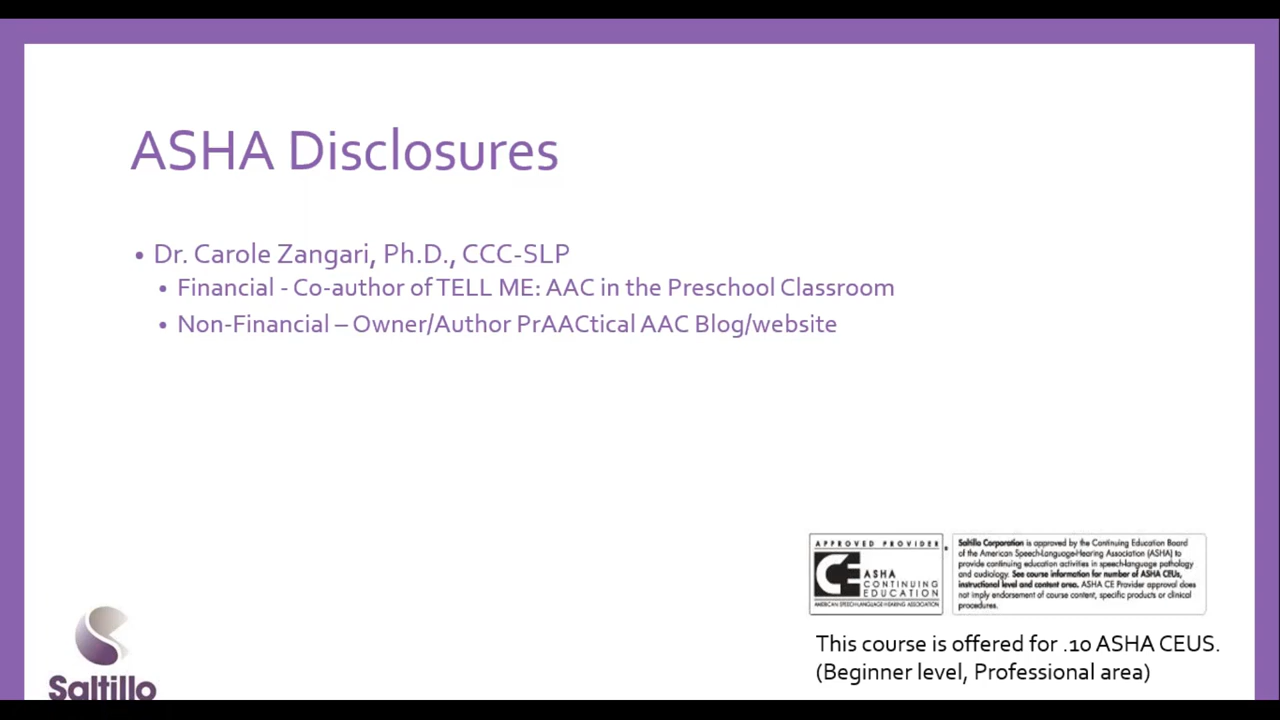 ASHA Disclosures
• Dr. Carole Zangari, Ph.D., CCC-SLP
• Financial - Co-author of TELL ME: AAC in the Preschool Classroom
• Non-Financial – Owner/Author PrAACtical AAC Blog/website
APPROVED PROVIDER
CE ASHA
CONTINUING
EDUCATION
AMERICAN SPEECH-LANGUAGE-HEARING ASSOCIATION
Saltillo Corporation is approved by the Continuing Education Board
of the American Speech-Language-Hearing Association (ASHA) to
provide continuing education activities in speech-language pathology
and audiology. See course information for number of ASHA CEUs,
instructional level and content area. ASHA CE Provider approval does
not imply endorsement of course content, specific products or clinical
procedures.
This course is offered for .10 ASHA CEUS.
(Beginner level, Professional area)
Saltillo